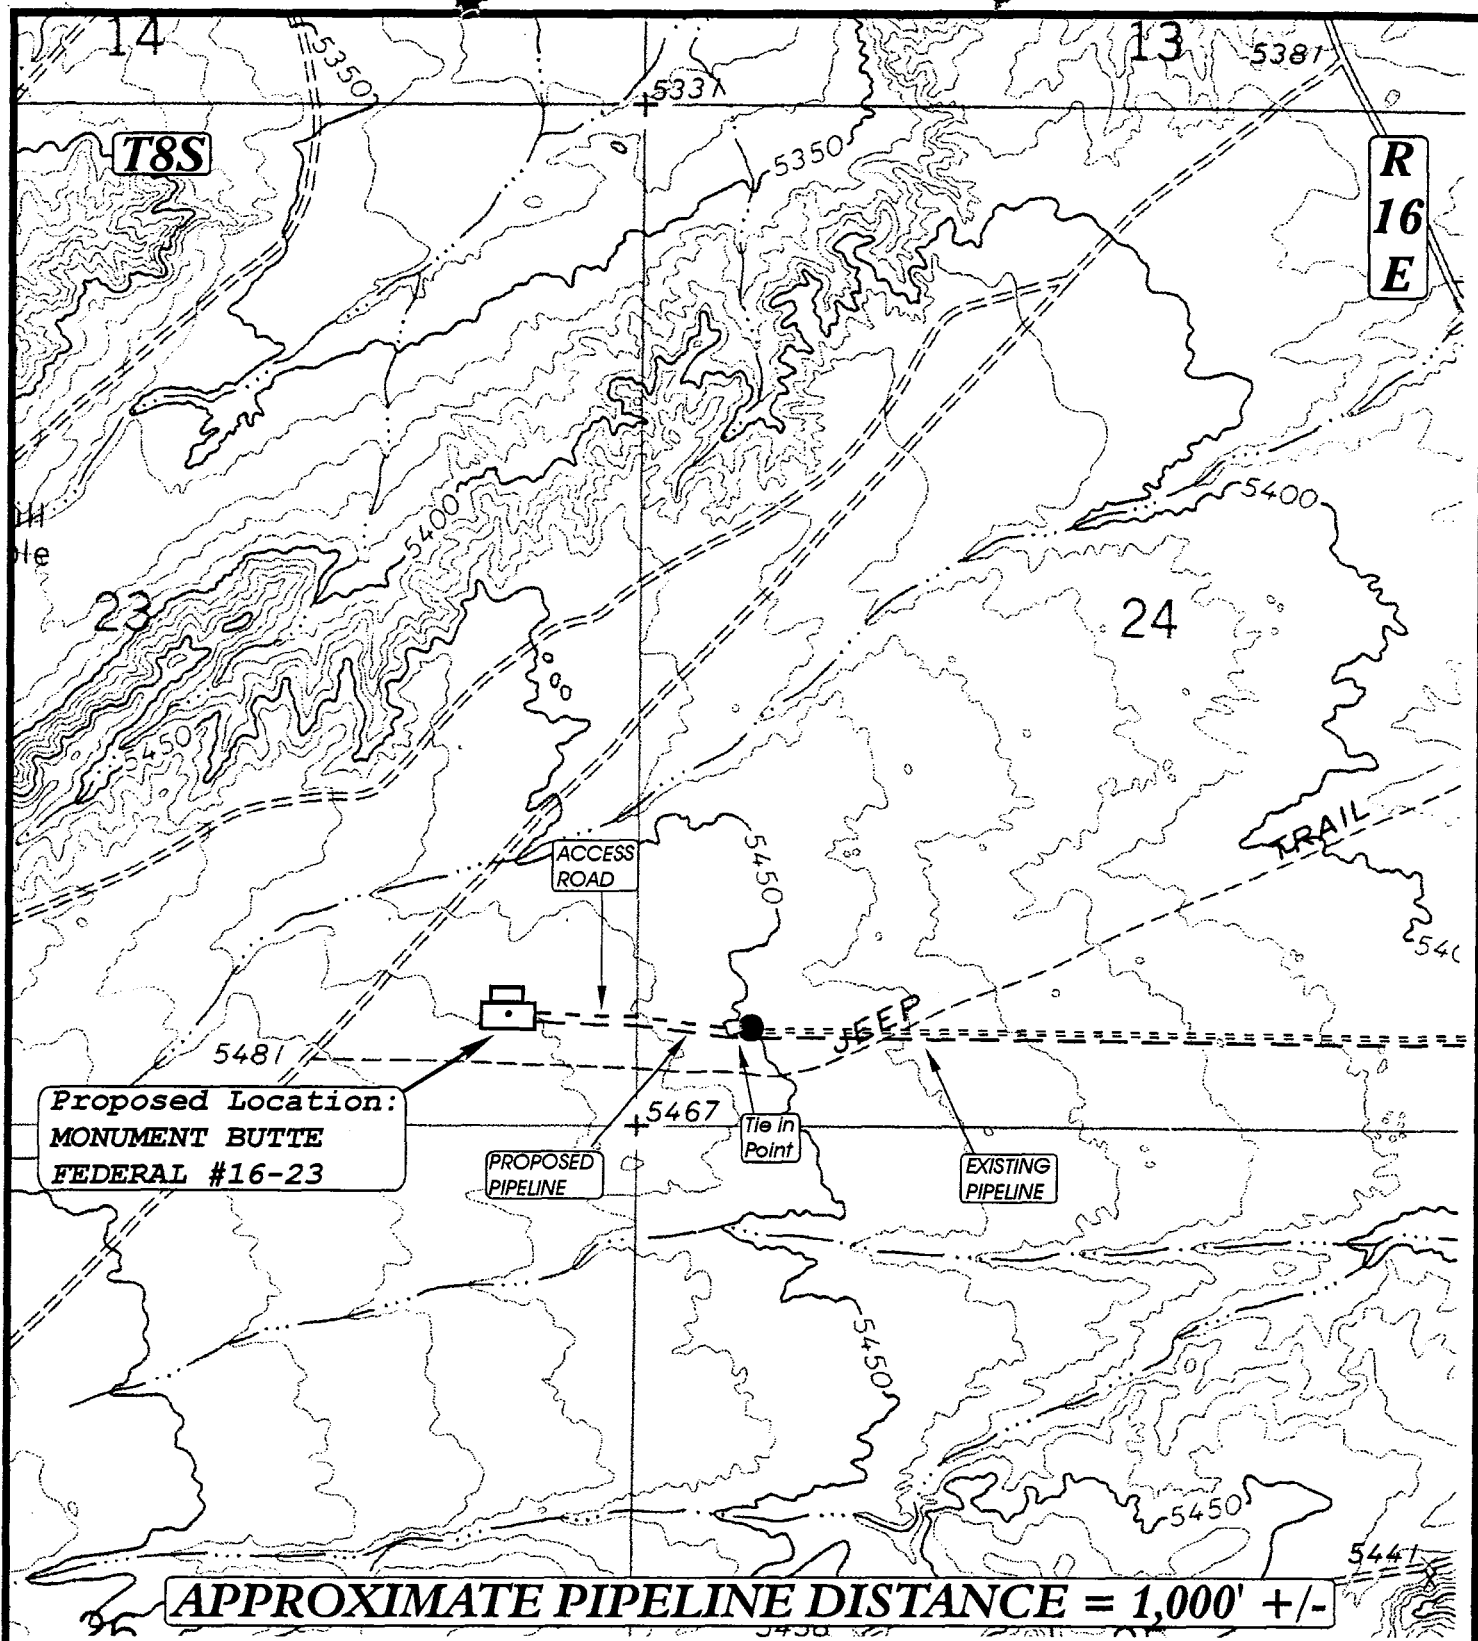 14
13
5350
5381
5337
T8S
5350
R
16
E
5400
5400
23
24
5450
TRAIL
ACCESS
ROAD
5450
JEEP
5481
Proposed Location:
MONUMENT BUTTE
FEDERAL #16-23
5467
Tie in
Point
PROPOSED
PIPELINE
EXISTING
PIPELINE
5450
5450
5441
APPROXIMATE PIPELINE DISTANCE = 1,000' +/-